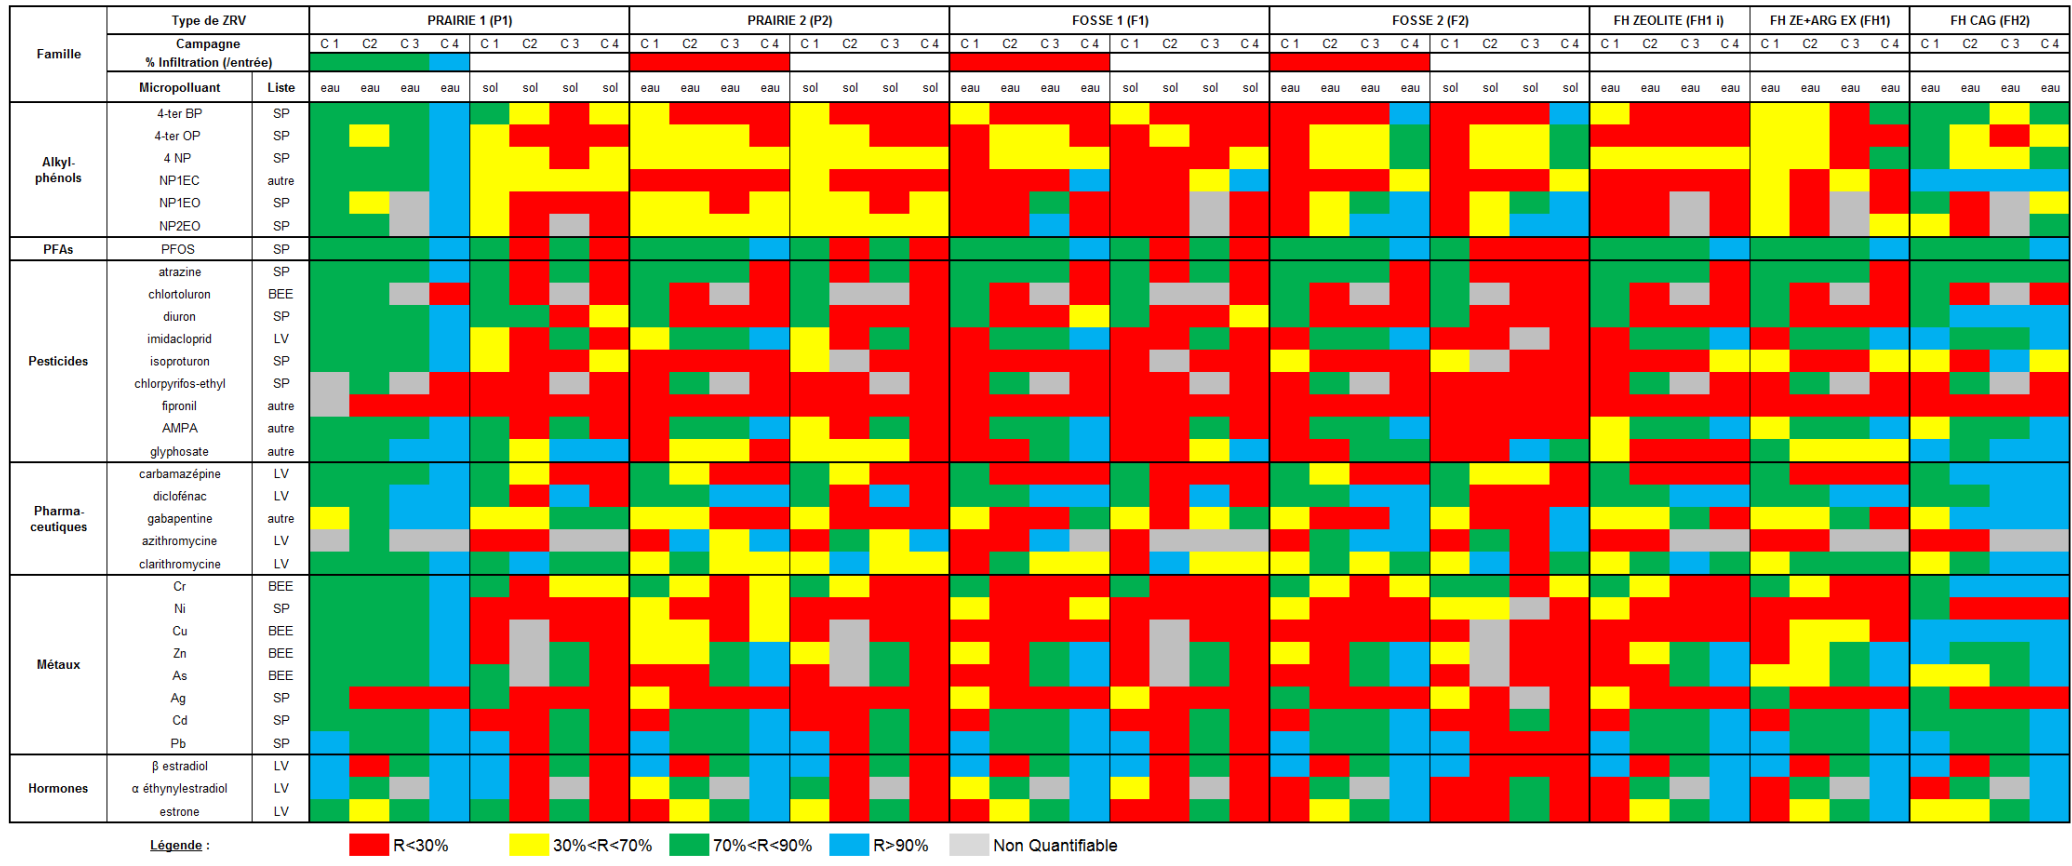 Type de ZRV PRAIRIE 1 (P1) PRAIRIE 2 (P2) FOSSE 1 (F1) FOSSE 2 (F2) FH ZEOLITE (FH1 i) FH ZE+ARG EX (FH1) FH CAG (FH2)
Famille Campagne C 1 C2 C 3 C 4 C 1 C2 C 3 C 4 C 1 C2 C 3 C 4 C 1 C2 C 3 C 4 C 1 C2 C 3 C 4 C 1 C2 C 3 C 4 C 1 C2 C 3 C 4 C 1 C2 C 3 C 4 C 1 C2 C 3 C 4 C 1 C2 C 3 C 4 C 1 C2 C 3 C 4
% Infiltration (/entrée)
Micropolluant Liste eau eau eau eau sol sol sol sol eau eau eau eau sol sol sol sol eau eau eau eau sol sol sol sol eau eau eau eau sol sol sol sol eau eau eau eau eau eau eau eau eau eau eau eau
Alkyl-
phénols
4-ter BP SP
4-ter OP SP
4 NP SP
NP1EC autre
NP1EO SP
NP2EO SP
PFAs PFOS SP
Pesticides
atrazine SP
chlortoluron BEE
diuron SP
imidacloprid LV
isoproturon SP
chlorpyrifos-ethyl SP
fipronil autre
AMPA autre
glyphosate autre
Pharma-
ceutiques
carbamazépine LV
diclofénac LV
gabapentine autre
azithromycine LV
clarithromycine LV
Métaux
Cr BEE
Ni SP
Cu BEE
Zn BEE
As BEE
Ag SP
Cd SP
Pb SP
Hormones
β estradiol LV
α éthynylestradiol LV
estrone LV
Légende : R<30% 30%<R<70% 70%<R<90% R>90% Non Quantifiable